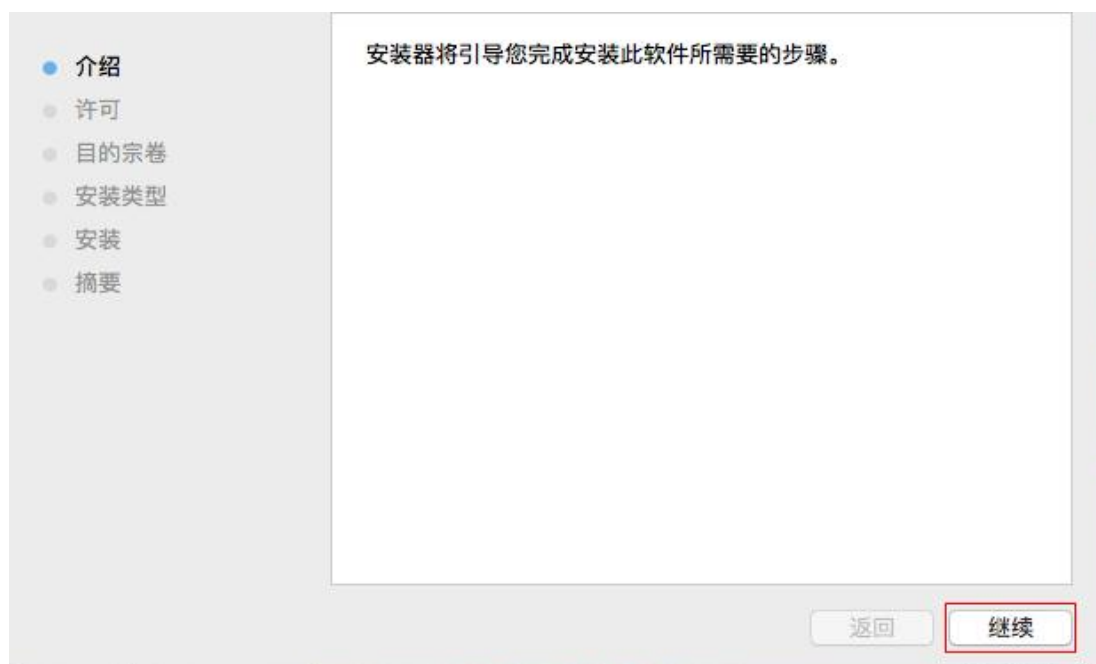 介绍
许可
目的宗卷
安装类型
安装
摘要
安装器将引导您完成安装此软件所需要的步骤。
返回
继续